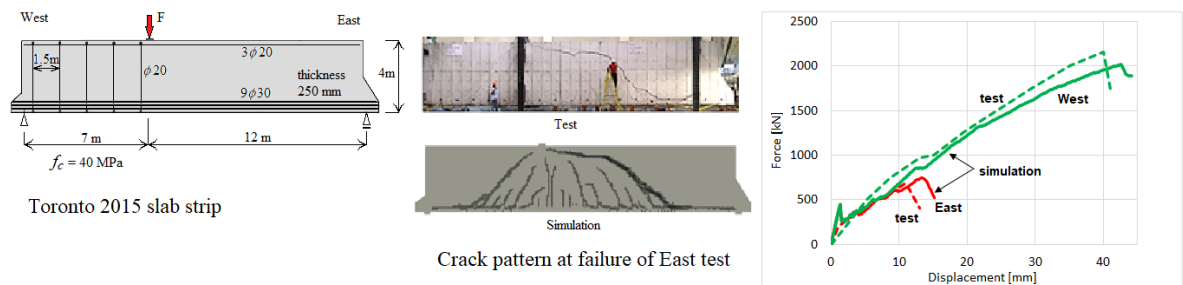 West
F
East
3ϕ20
1.5m
ϕ20
4m
thickness
250 mm
9ϕ30
7 m
12 m
f_c = 40 MPa
Toronto 2015 slab strip
Test
Simulation
Crack pattern at failure of East test
2500
2000
1500
1000
500
0
Force [kN]
test
West
simulation
East
test
0
10
20
30
40
Displacement [mm]